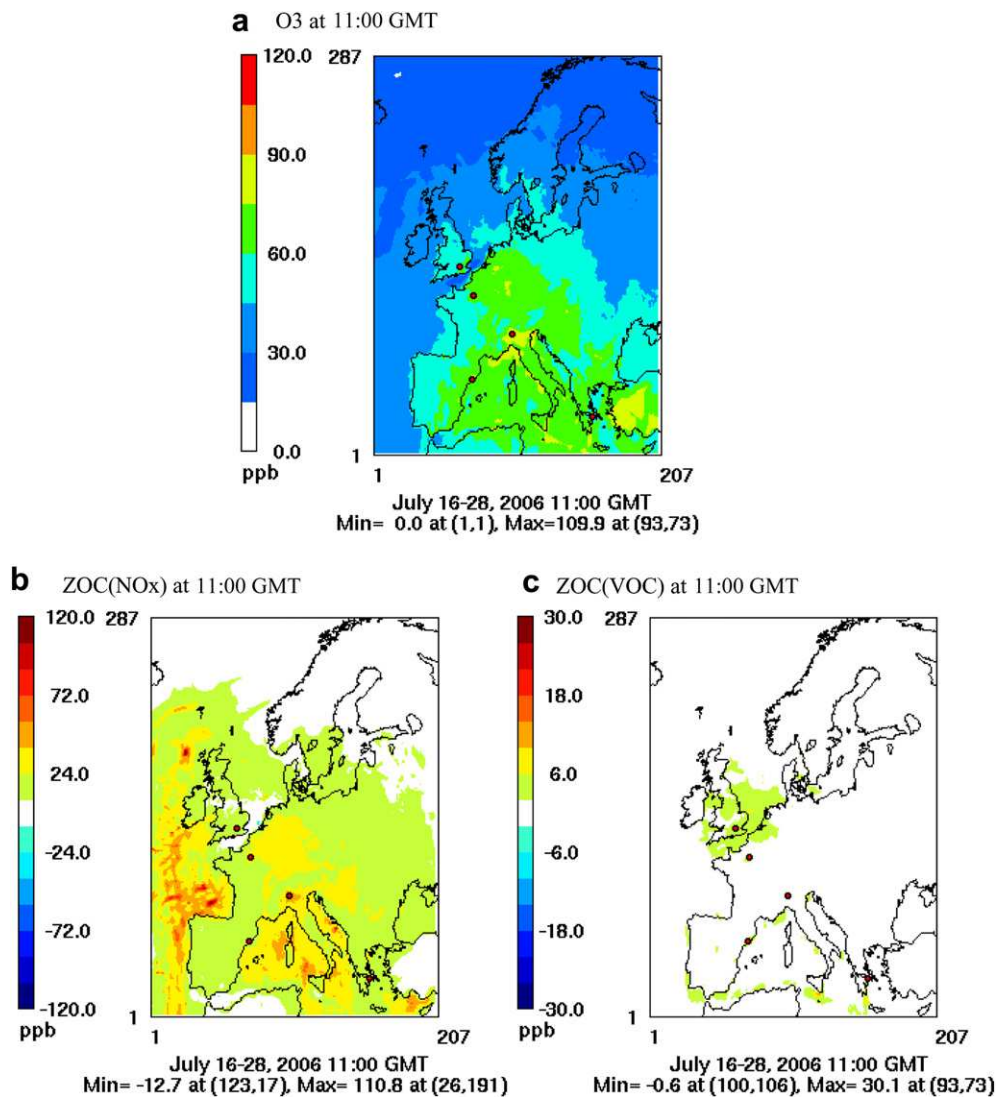 a O3 at 11:00 GMT
120.0
90.0
60.0
30.0
0.0
ppb
287
1
1 207
July 16-28, 2006 11:00 GMT
Min= 0.0 at (1,1), Max=109.9 at (93,73)
b ZOC(NOx) at 11:00 GMT
120.0
72.0
24.0
-24.0
-72.0
-120.0
ppb
287
1
1 207
July 16-28, 2006 11:00 GMT
Min= -12.7 at (123,17), Max= 110.8 at (26,191)
c ZOC(VOC) at 11:00 GMT
30.0
18.0
6.0
-6.0
-18.0
-30.0
ppb
287
1
1 207
July 16-28, 2006 11:00 GMT
Min= -0.6 at (100,106), Max= 30.1 at (93,73)